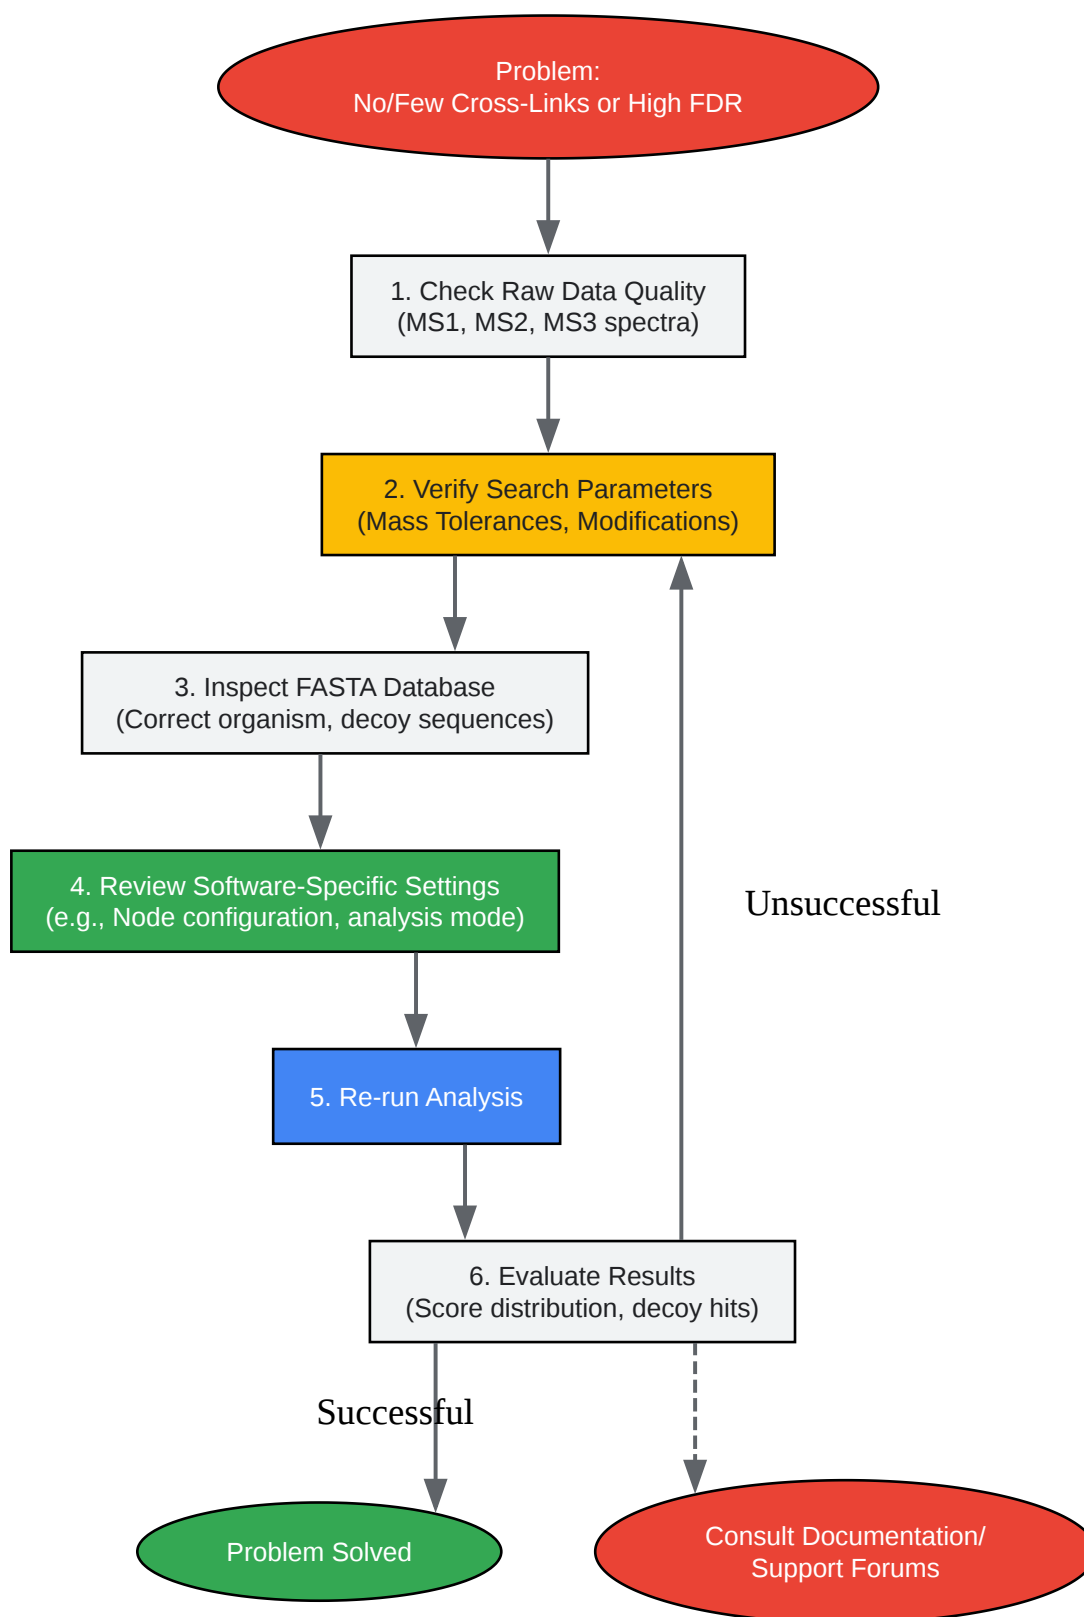 Problem:
No/Few Cross-Links or High FDR
1. Check Raw Data Quality
(MS1, MS2, MS3 spectra)
2. Verify Search Parameters
(Mass Tolerances, Modifications)
3. Inspect FASTA Database
(Correct organism, decoy sequences)
4. Review Software-Specific Settings
(e.g., Node configuration, analysis mode)
Unsuccessful
5. Re-run Analysis
6. Evaluate Results
(Score distribution, decoy hits)
Successful
Problem Solved
Consult Documentation/
Support Forums